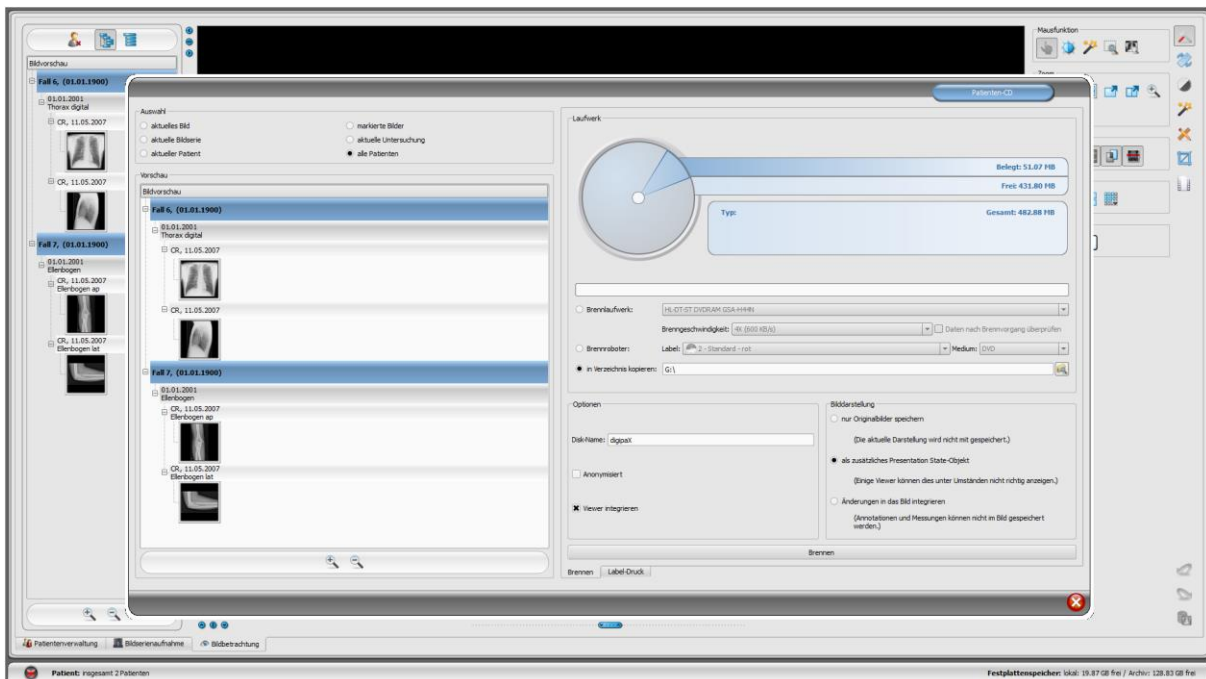 Mausfunktion
Bildvorschau
Fall 6, (01.01.1900)
01.01.2001
Thorax digital
CR, 11.05.2007
CR, 11.05.2007
Fall 7, (01.01.1900)
01.01.2001
Ellenbogen
CR, 11.05.2007
Ellenbogen ap
CR, 11.05.2007
Ellenbogen lat
Patienten-CD
Auswahl
aktuelles Bild
markierte Bilder
aktuelle Bildserie
aktuelle Untersuchung
aktueller Patient
alle Patienten
Vorschau
Bildvorschau
Fall 6, (01.01.1900)
01.01.2001
Thorax digital
CR, 11.05.2007
CR, 11.05.2007
Fall 7, (01.01.1900)
01.01.2001
Ellenbogen
CR, 11.05.2007
Ellenbogen ap
CR, 11.05.2007
Ellenbogen lat
Laufwerk
Belegt: 51.07 MB
Frei: 431.80 MB
Typ: Gesamt: 482.88 MB
Brennlaufwerk: HL-DT-ST DVDRAM
Brenngeschwindigkeit: 4X (600 KB/s) Daten nach Brennvorgang überprüfen
Brennroboter: Label: 2 - Standard - rot Medium: DVD
in Verzeichnis kopieren: G:\
Optionen
Disk-Name: digipaX
Anonymisiert
Viewer integrieren
Bilddarstellung
nur Originalbilder speichern
(Die aktuelle Darstellung wird nicht mit gespeichert.)
als zusätzliches Presentation State-Objekt
(Einige Viewer können dies unter Umständen nicht richtig anzeigen.)
Änderungen in das Bild integrieren
(Annotationen und Messungen können nicht im Bild gespeichert
werden.)
Brennen
Brennen Label-Druck
Patientenverwaltung Bildserienaufnahme Bildbetrachtung
Patient: insgesamt 2 Patienten
Festplattenspeicher: lokal: 19.87 GB frei / Archiv: 128.83 GB frei